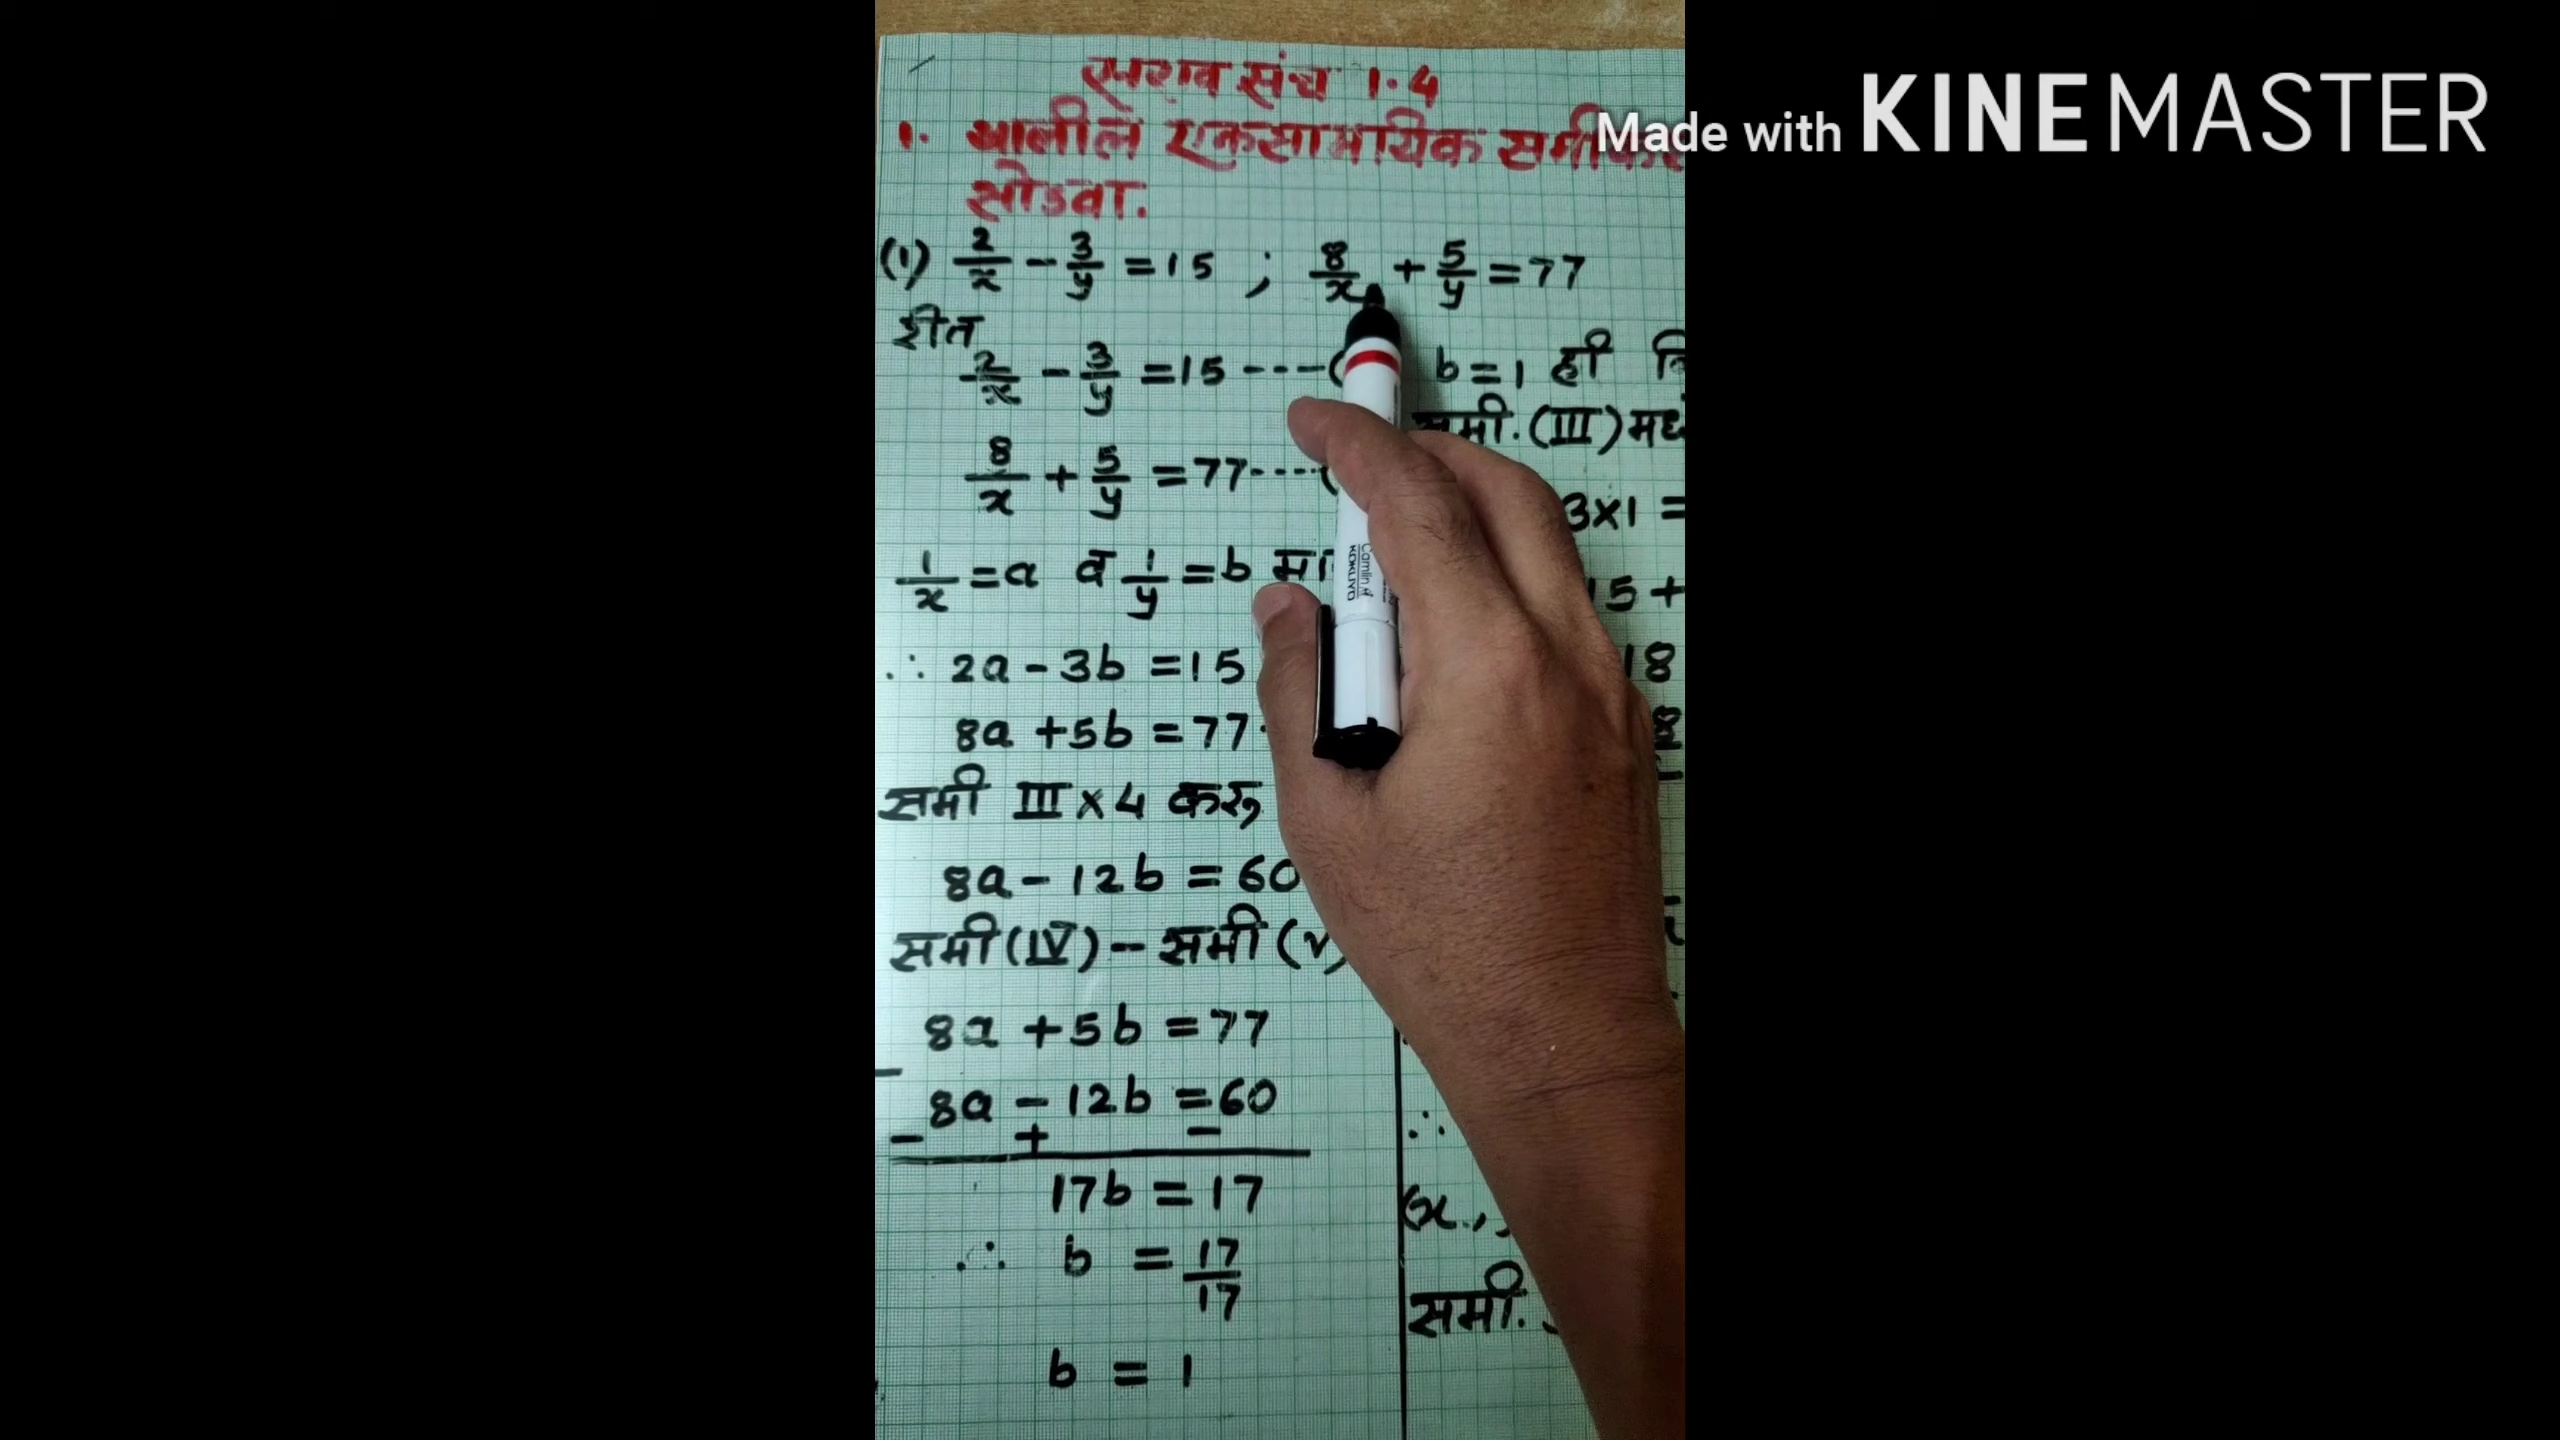 सराव संच 1.4
Made with KINEMASTER
1. खालील एकसामयिक
सोडवा.
(1) 2/x - 3/y = 15 ; 8/x + 5/y = 77
रीत
2/x - 3/y = 15 ----(
8/x + 5/y = 77----(
1/x = a व 1/y = b
∴ 2a - 3b = 15
8a + 5b = 77
समी III × 4 करू
8a - 12b = 60
समी (IV) - समी (V)
8a + 5b = 77
- 8a - 12b = 60
- + -
17b = 17
∴ b = 17/17
b = 1
b = 1 ही
समी. (III) मध्ये
3×1 =
15 +
18
(x,
समी.